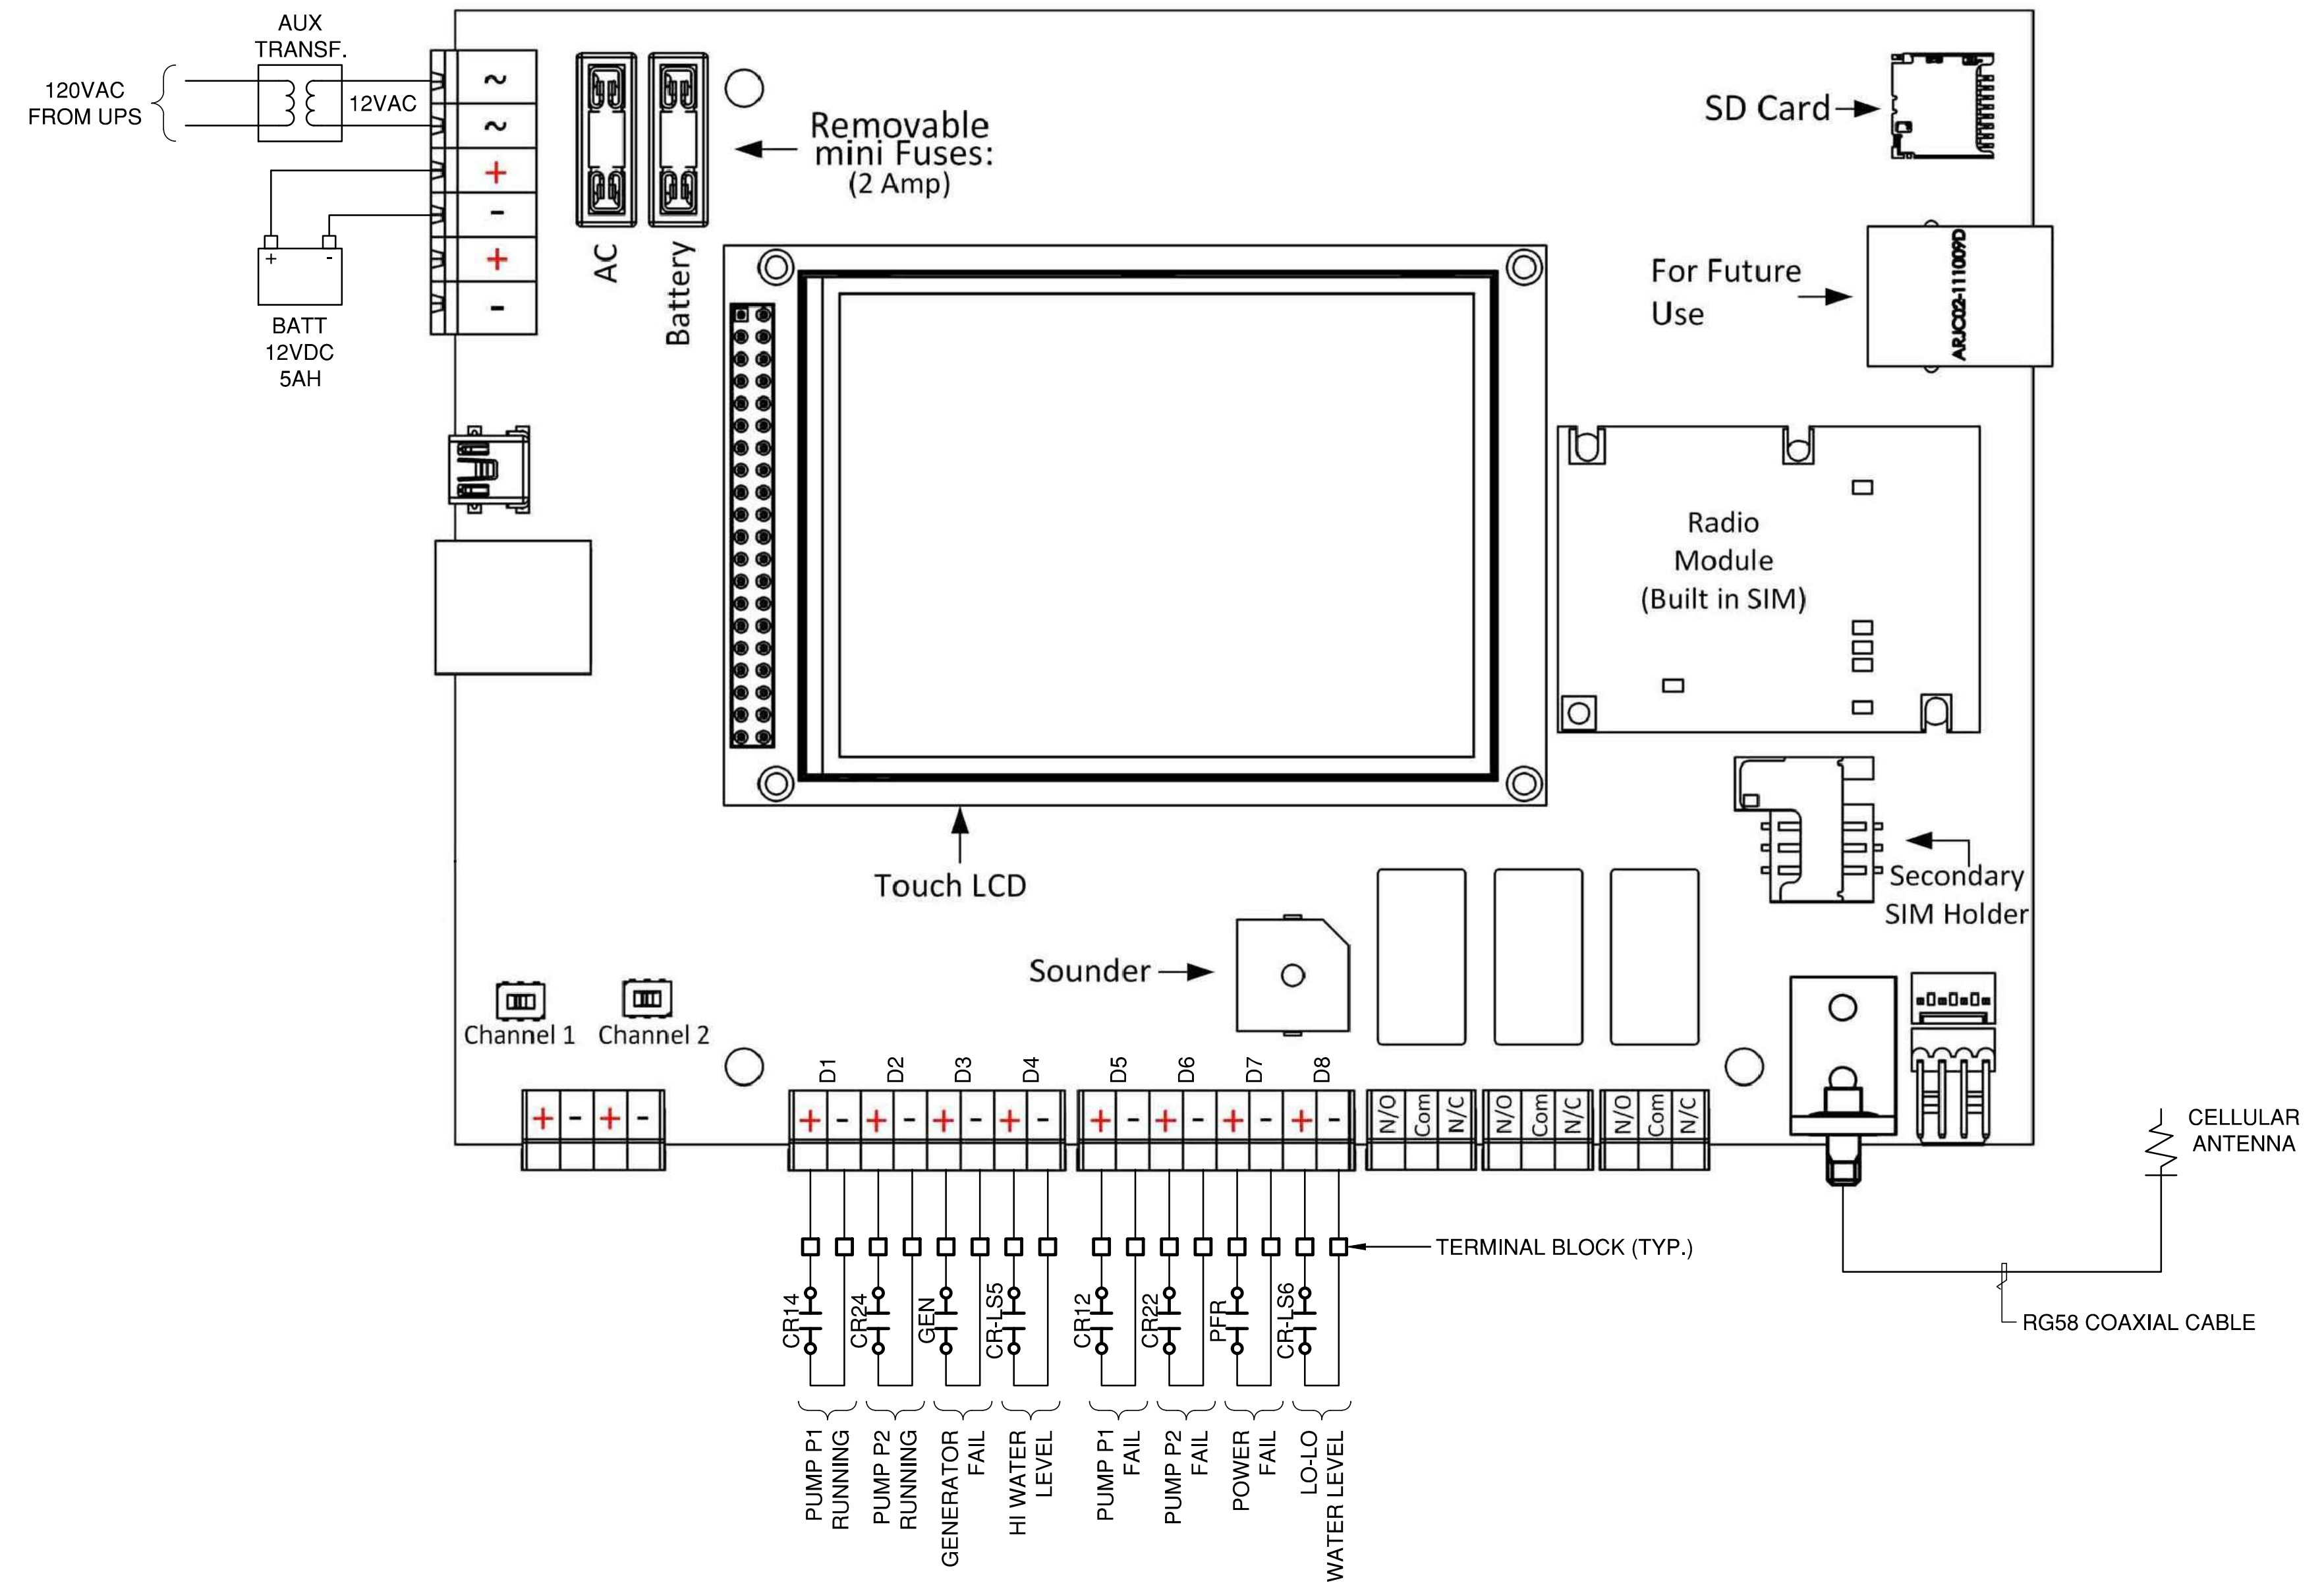 AUX
TRANSF.
120VAC
FROM UPS
12VAC
~
~
+
-
+
-
+
-
BATT
12VDC
5AH
AC
Battery
Removable
mini Fuses:
(2 Amp)
SD Card
For Future
Use
ARJC02-111009D
Radio
Module
(Built in SIM)
Touch LCD
Secondary
SIM Holder
Sounder
Channel 1
Channel 2
D1
D2
D3
D4
D5
D6
D7
D8
+ - + -
+ - + - + - + -
+ - + - + - + -
N/O Com N/C
N/O Com N/C
N/O Com N/C
CELLULAR
ANTENNA
TERMINAL BLOCK (TYP.)
RG58 COAXIAL CABLE
CR14
CR24
GEN
CR-LS5
CR12
CR22
PFR
CR-LS6
PUMP P1
RUNNING
PUMP P2
RUNNING
GENERATOR
FAIL
HI WATER
LEVEL
PUMP P1
FAIL
PUMP P2
FAIL
POWER
FAIL
LO-LO
WATER LEVEL